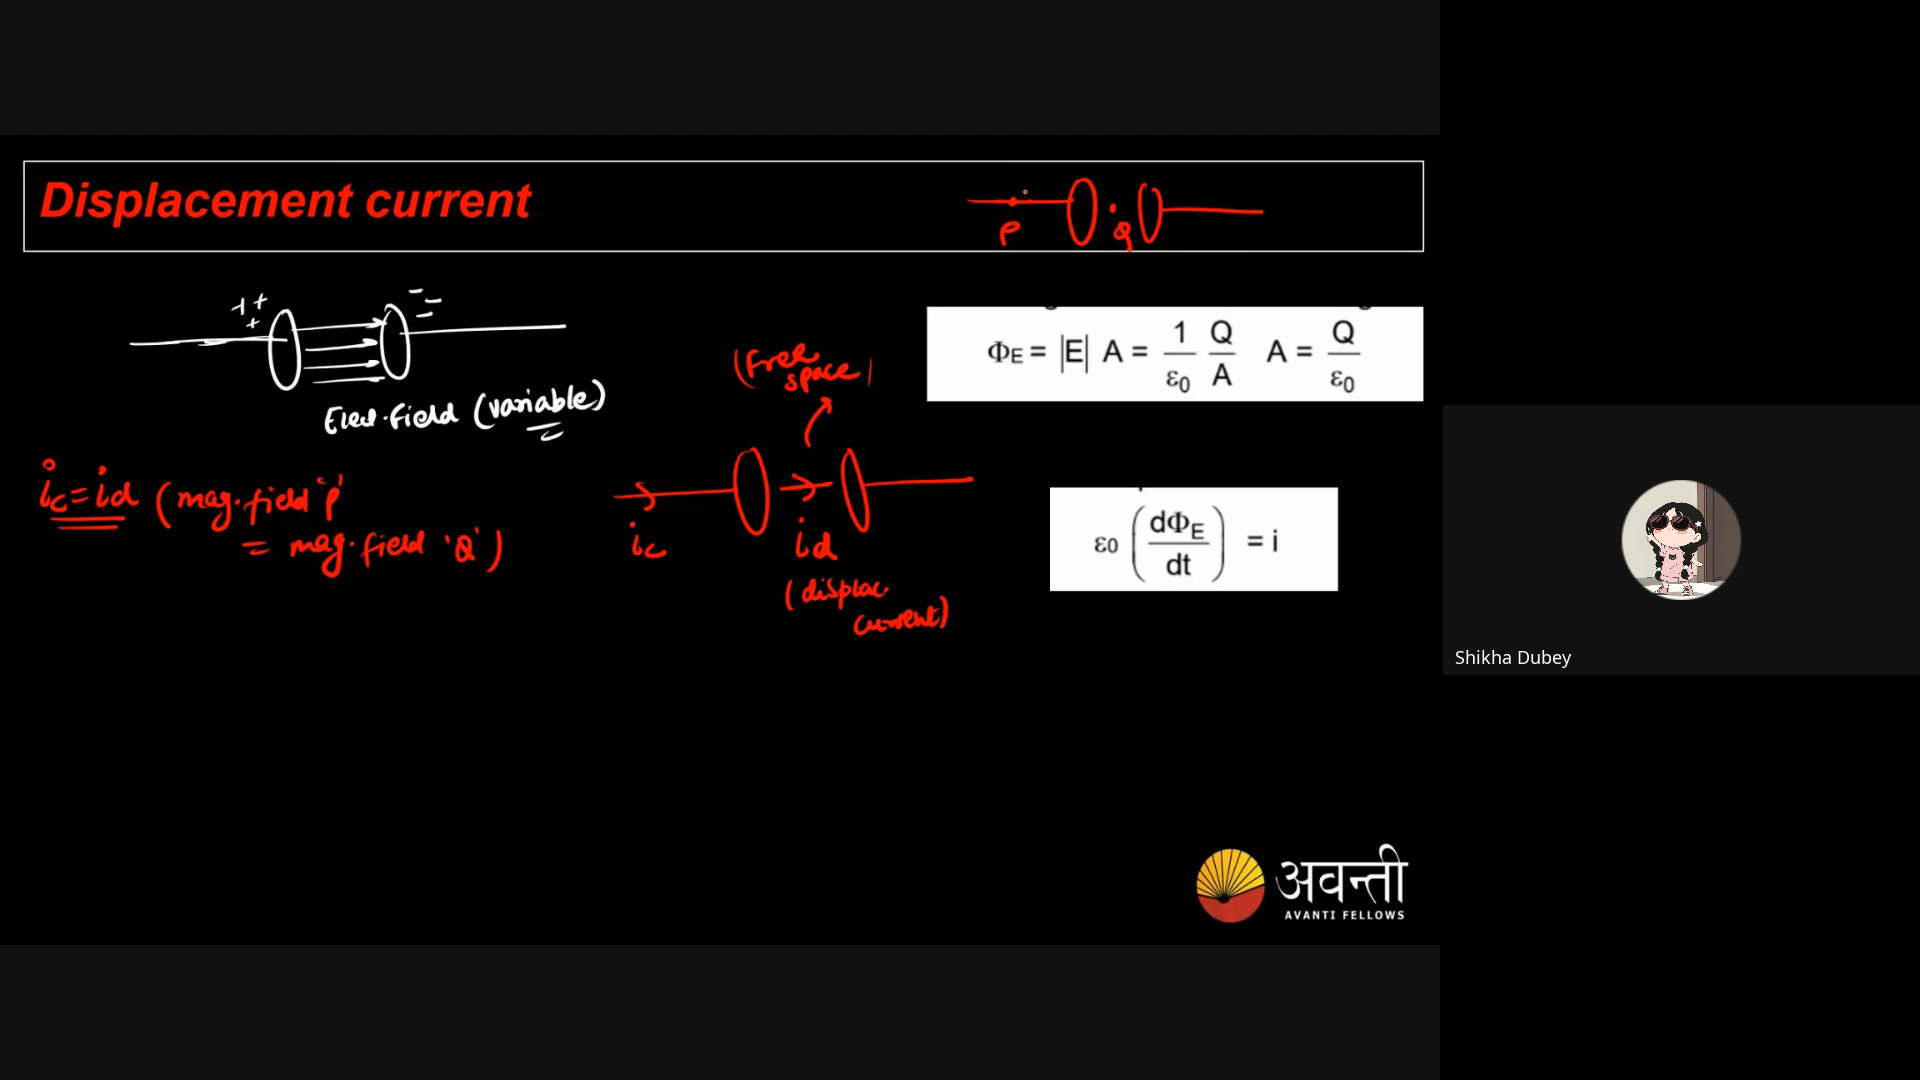 Displacement current
P Q
++ +
- - -
Elect. field (variable)
(free space)
ΦE = |E| A = 1/ε0 Q/A A = Q/ε0
ic = id (mag. field 'P'
= mag. field 'Q')
ic
id
(displac. current)
ε0 (dΦE/dt) = i
Shikha Dubey
अवन्ती
AVANTI FELLOWS